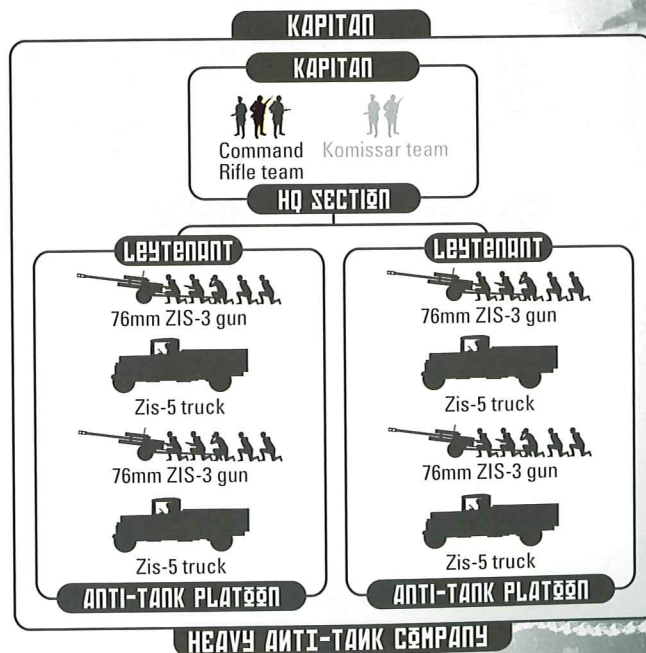 KAPITAN
KAPITAN
Command
Rifle team
Komissar team
HQ SECTION
LEYTENANT
76mm ZIS-3 gun
Zis-5 truck
76mm ZIS-3 gun
Zis-5 truck
ANTI-TANK PLATOON
LEYTENANT
76mm ZIS-3 gun
Zis-5 truck
76mm ZIS-3 gun
Zis-5 truck
ANTI-TANK PLATOON
HEAVY ANTI-TANK COMPANY